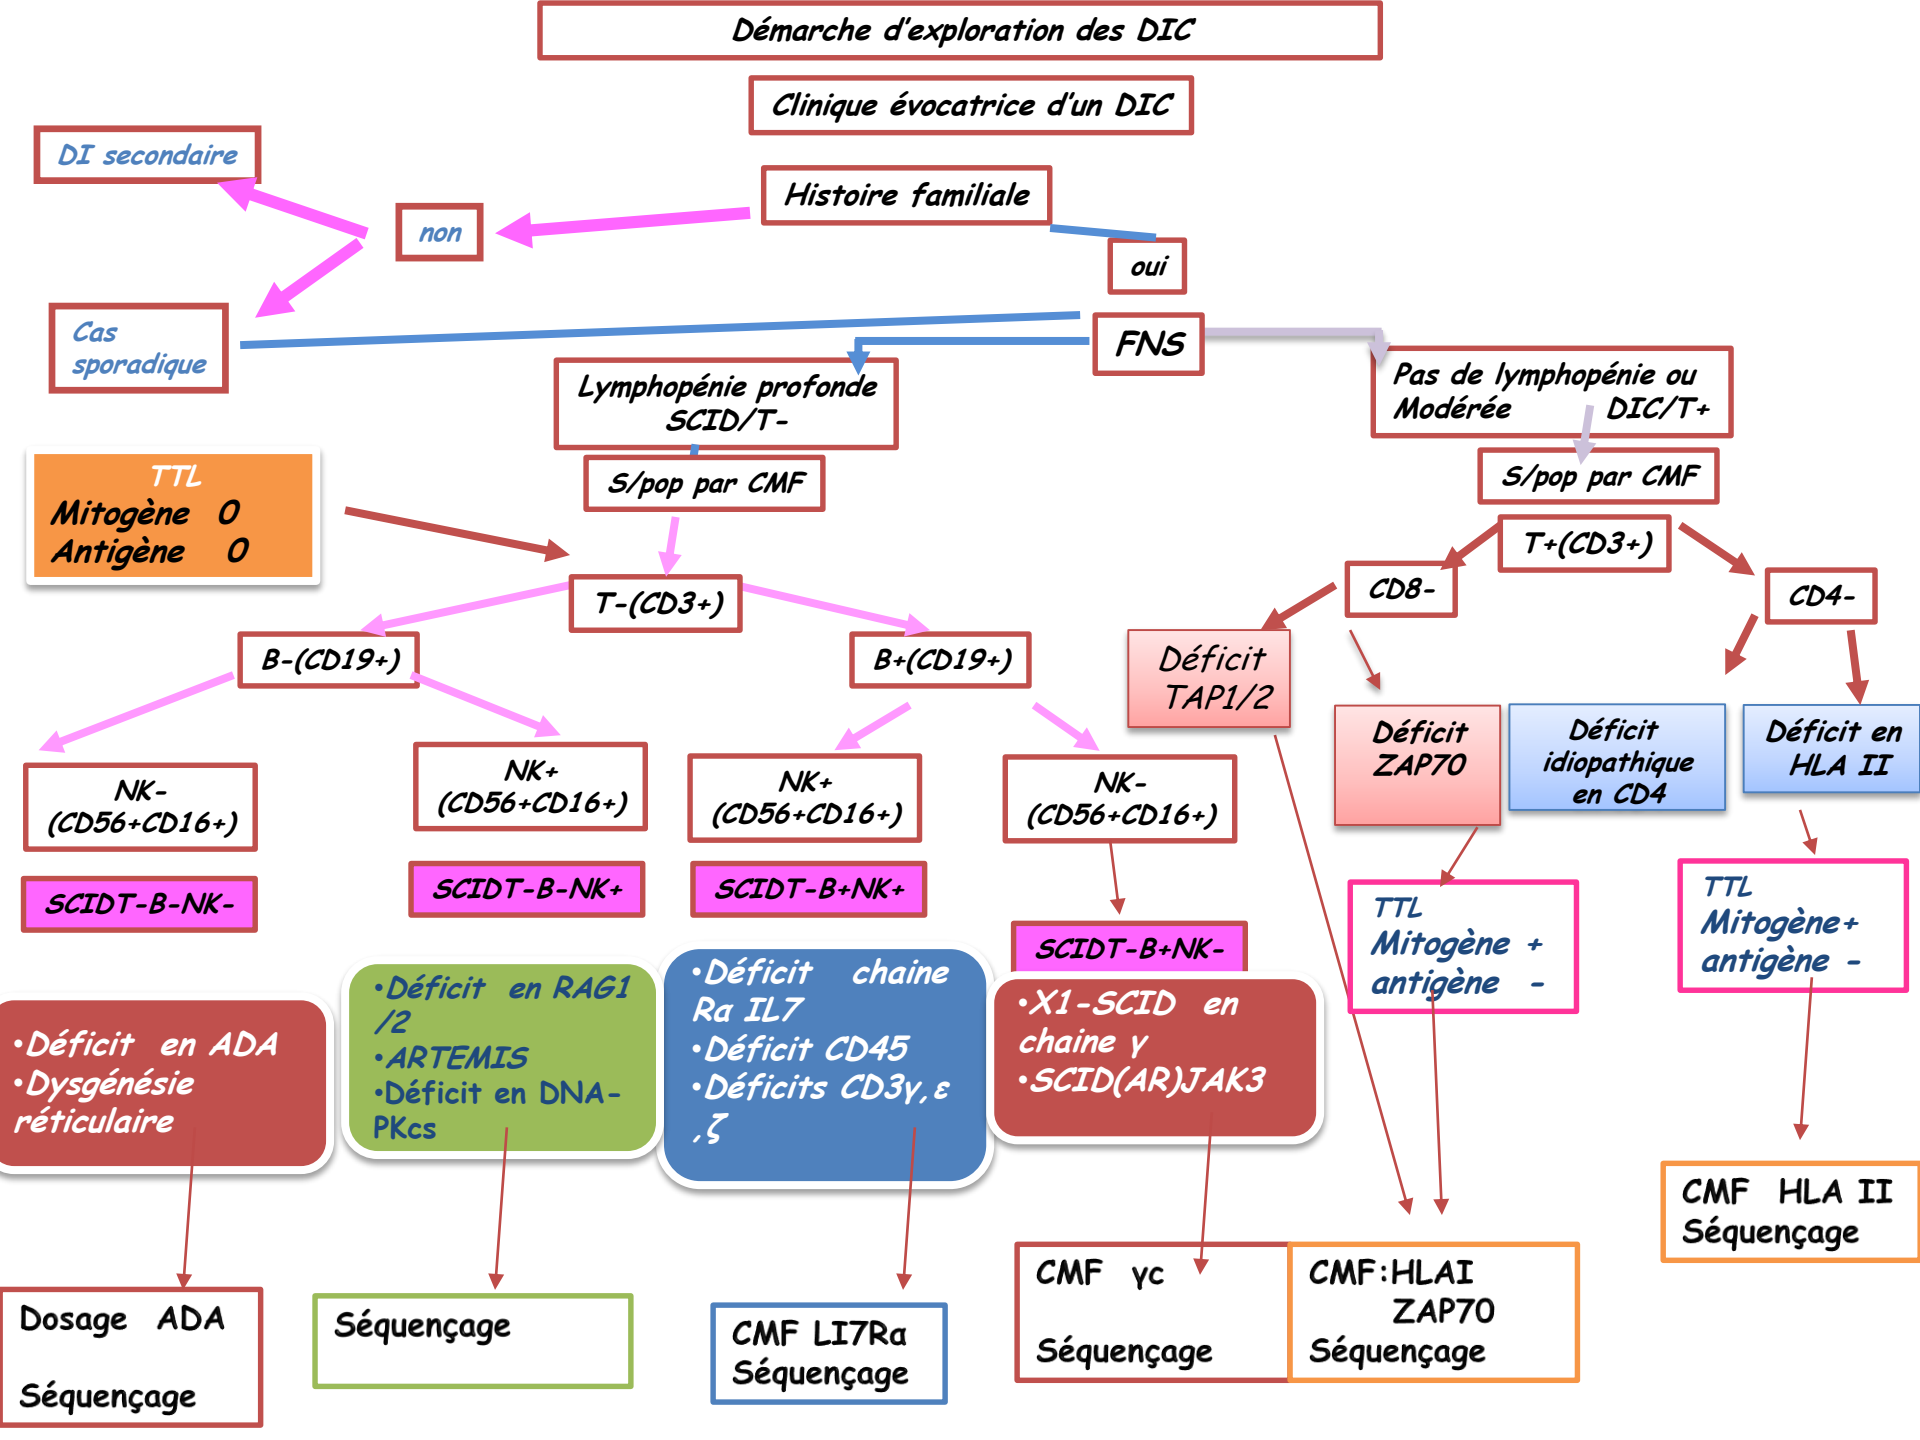 Démarche d'exploration des DIC
Clinique évocatrice d'un DIC
DI secondaire
Histoire familiale
non
oui
Cas
sporadique
FNS
Lymphopénie profonde
SCID/T-
Pas de lymphopénie ou
Modérée DIC/T+
TTL
Mitogène 0
Antigène 0
S/pop par CMF
S/pop par CMF
T-(CD3+)
T+(CD3+)
CD8-
CD4-
B-(CD19+)
B+(CD19+)
Déficit
TAP1/2
Déficit
ZAP70
Déficit
idiopathique
en CD4
Déficit en
HLA II
NK-
(CD56+CD16+)
NK+
(CD56+CD16+)
NK+
(CD56+CD16+)
NK-
(CD56+CD16+)
SCIDT-B-NK-
SCIDT-B-NK+
SCIDT-B+NK+
SCIDT-B+NK-
TTL
Mitogène +
antigène -
TTL
Mitogène+
antigène -
•Déficit en ADA
•Dysgénésie
réticulaire
•Déficit en RAG1
/2
•ARTEMIS
•Déficit en DNA-
PKcs
•Déficit chaine
Rα IL7
•Déficit CD45
•Déficits CD3γ,ε
,ζ
•X1-SCID en
chaine γ
•SCID(AR)JAK3
Dosage ADA
Séquençage
Séquençage
CMF LI7Rα
Séquençage
CMF γc
Séquençage
CMF:HLAI
ZAP70
Séquençage
CMF HLA II
Séquençage